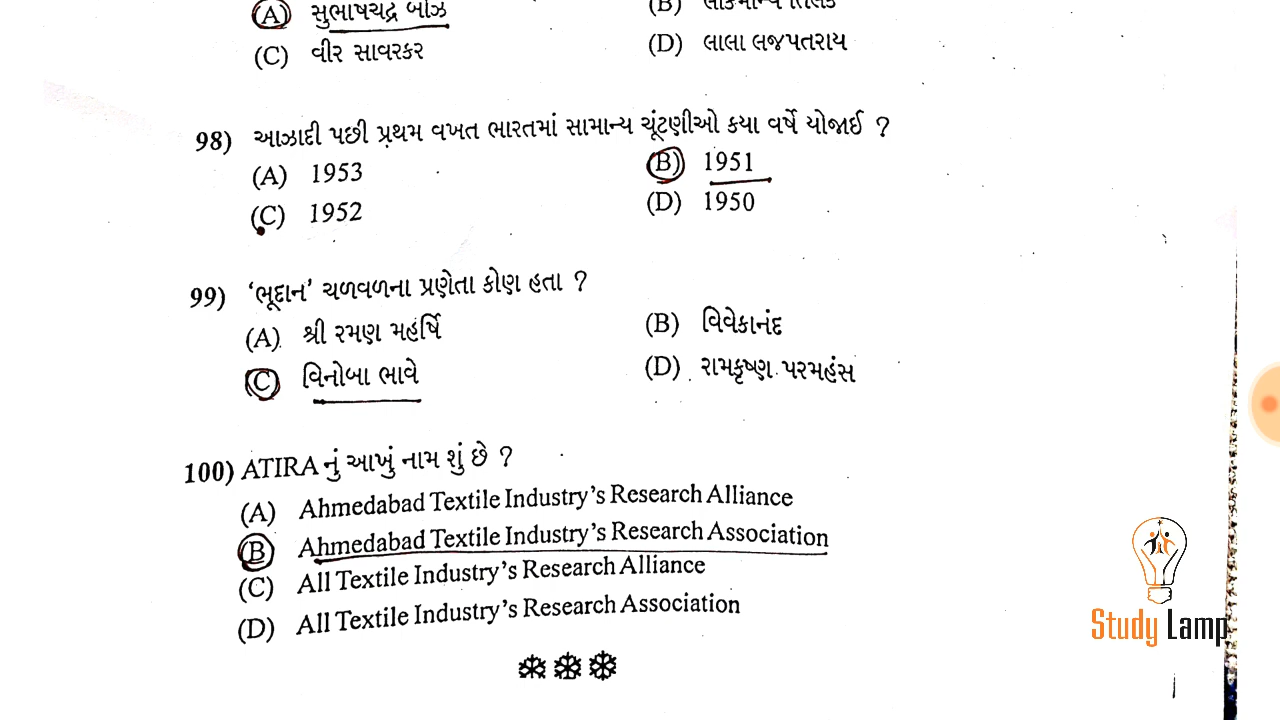 (A) સુભાષચંદ્ર બોઝ (B) લોકમાન્ય તિલક
(C) વીર સાવરકર (D) લાલા લજપતરાય
98) આઝાદી પછી પ્રથમ વખત ભારતમાં સામાન્ય ચૂંટણીઓ કયા વર્ષે યોજાઈ ?
(A) 1953 (B) 1951
(C) 1952 (D) 1950
99) ‘ભૂદાન’ ચળવળના પ્રણેતા કોણ હતા ?
(A) શ્રી રમણ મહર્ષિ (B) વિવેકાનંદ
(C) વિનોબા ભાવે (D) રામકૃષ્ણ પરમહંસ
100) ATIRA નું આખું નામ શું છે ?
(A) Ahmedabad Textile Industry’s Research Alliance
(B) Ahmedabad Textile Industry’s Research Association
(C) All Textile Industry’s Research Alliance
(D) All Textile Industry’s Research Association
Study Lamp